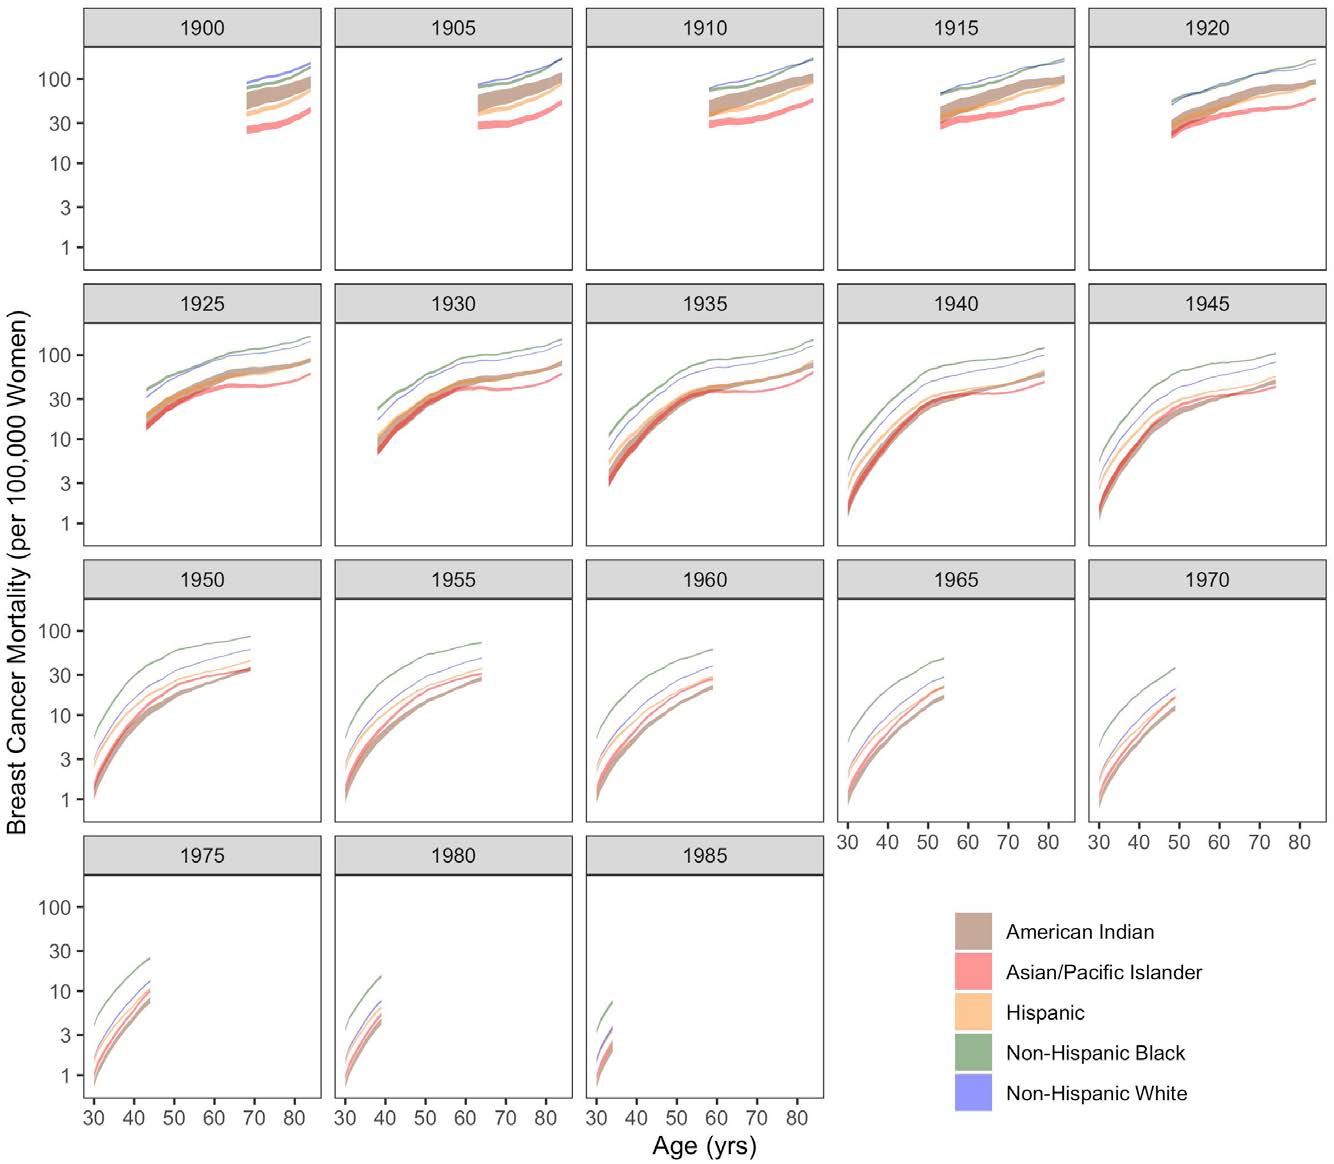 1900 1905 1910 1915 1920
100
30
10
3
1
1925 1930 1935 1940 1945
100
30
10
3
1
Breast Cancer Mortality (per 100,000 Women)
1950 1955 1960 1965 1970
100
30
10
3
1
30 40 50 60 70 80 30 40 50 60 70 80
1975 1980 1985
100
30
10
3
1
30 40 50 60 70 80 30 40 50 60 70 80 30 40 50 60 70 80
Age (yrs)
American Indian
Asian/Pacific Islander
Hispanic
Non-Hispanic Black
Non-Hispanic White